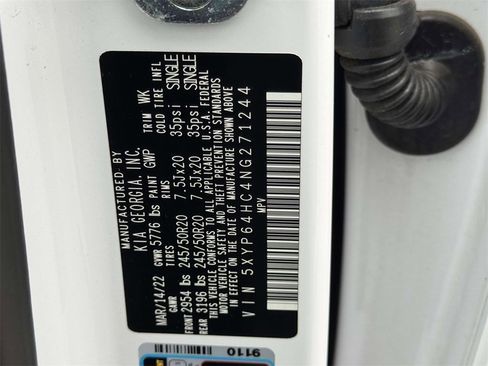 MANUFACTURED BY
KIA GEORGIA, INC.
MAR/14/22 GVWR 5776 lbs PAINT GWP TRIM WK
GAWR TIRES RIMS COLD TIRE INFL
FRONT 2954 lbs 245/50R20 7.5Jx20 35psi SINGLE
REAR 3196 lbs 245/50R20 7.5Jx20 35psi SINGLE
THIS VEHICLE CONFORMS TO ALL APPLICABLE U.S.A. FEDERAL
MOTOR VEHICLE SAFETY, BUMPER, AND THEFT PREVENTION STANDARDS
IN EFFECT ON THE DATE OF MANUFACTURE SHOWN ABOVE
VIN 5XYP64HC4NG271244
MPV
9110